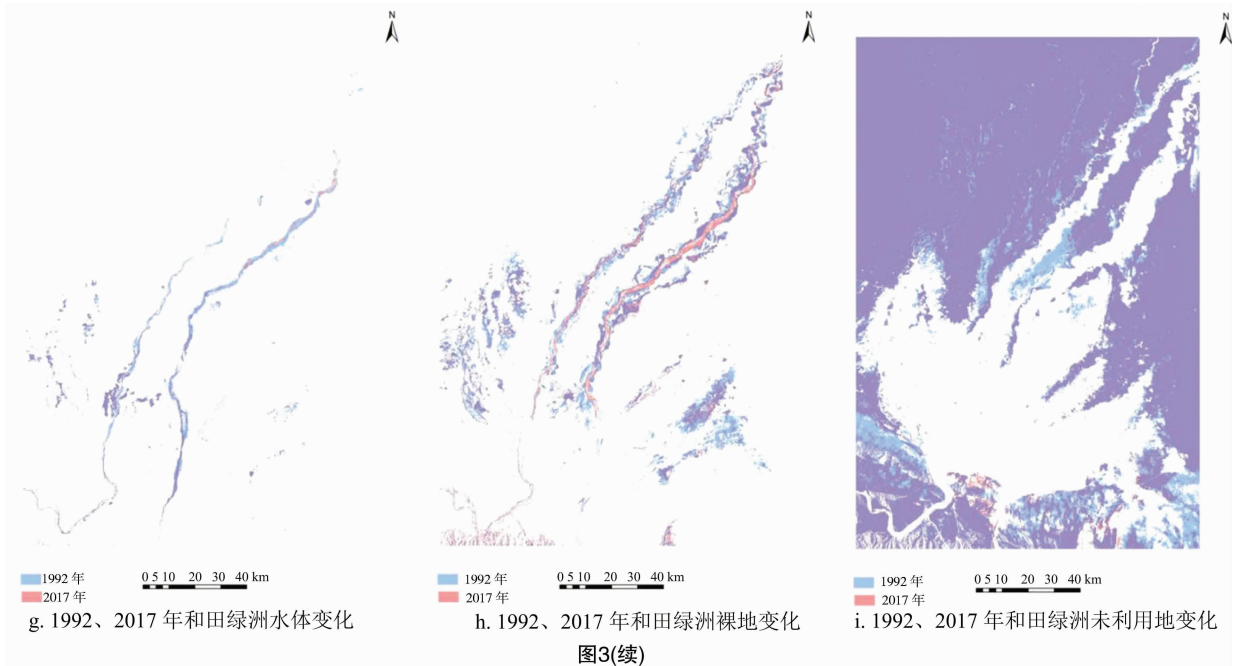 N
N
N
1992 年
2017 年
0 5 10 20 30 40 km
g. 1992、2017 年和田绿洲水体变化
1992 年
2017 年
0 5 10 20 30 40 km
h. 1992、2017 年和田绿洲裸地变化
1992 年
2017 年
0 5 10 20 30 40 km
i. 1992、2017 年和田绿洲未利用地变化
图3(续)